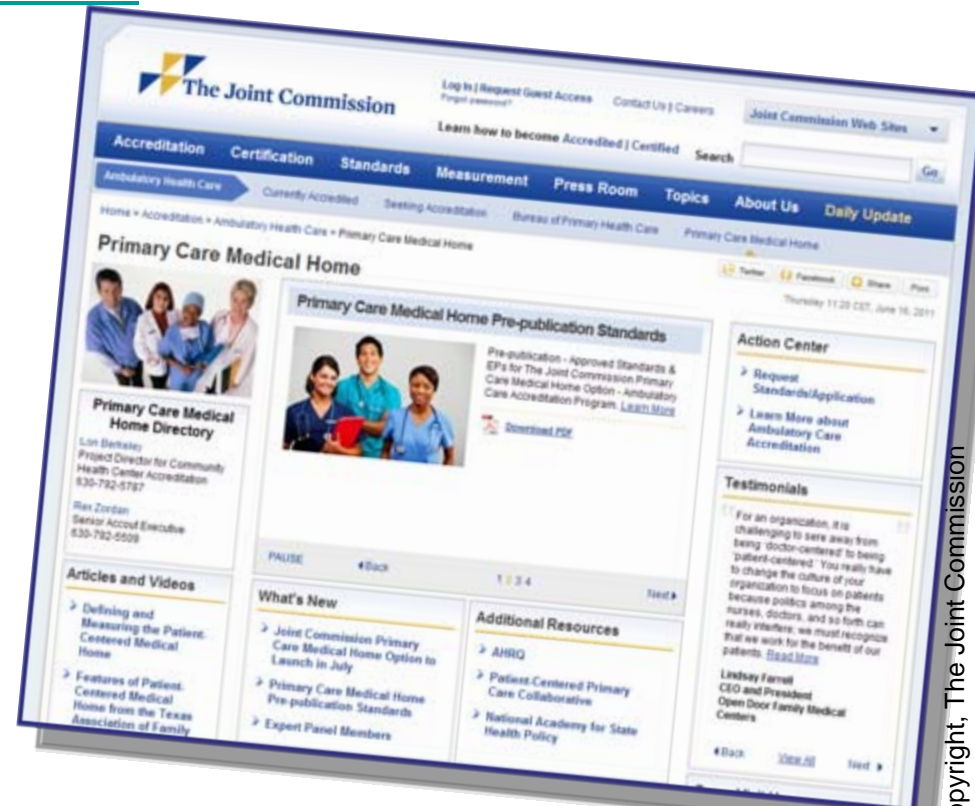 The Joint Commission
Log In | Request Guest Access
Forgot password?
Contact Us | Careers
Joint Commission Web Sites
Learn how to become Accredited | Certified
Search
Go
Accreditation
Certification
Standards
Measurement
Press Room
Topics
About Us
Daily Update
Ambulatory Health Care
Currently Accredited
Seeking Accreditation
Bureau of Primary Health Care
Primary Care Medical Home
Home » Accreditation » Ambulatory Health Care » Primary Care Medical Home
Twitter
Facebook
Share
Print
Thursday 11:20 CST, June 16, 2011
Primary Care Medical Home
Primary Care Medical
Home Directory
Lon Berkeley
Project Director for Community
Health Center Accreditation
630-792-5787
Rex Zordan
Senior Accout Executive
630-792-5509
Articles and Videos
Defining and
Measuring the Patient-
Centered Medical
Home
Features of Patient-
Centered Medical
Home from the Texas
Association of Family
Primary Care Medical Home Pre-publication Standards
Pre-publication - Approved Standards &
EPs for The Joint Commission Primary
Care Medical Home Option - Ambulatory
Care Accreditation Program. Learn More
Download PDF
PAUSE
Back
1 2 3 4
Next
What's New
Joint Commission Primary
Care Medical Home Option to
Launch in July
Primary Care Medical Home
Pre-publication Standards
Expert Panel Members
Additional Resources
AHRQ
Patient-Centered Primary
Care Collaborative
National Academy for State
Health Policy
Action Center
Request
Standards/Application
Learn More about
Ambulatory Care
Accreditation
Testimonials
For an organization, it is
challenging to sere away from
being 'doctor-centered' to being
'patient-centered.' You really have
to change the culture of your
organization to focus on patients
because politics among the
nurses, doctors, and so forth can
really interfere; we must recognize
that we work for the benefit of our
patients. Read More
Lindsay Farrell
CEO and President
Open Door Family Medical
Centers
Back
View All
Next
pyright, The Joint Commission